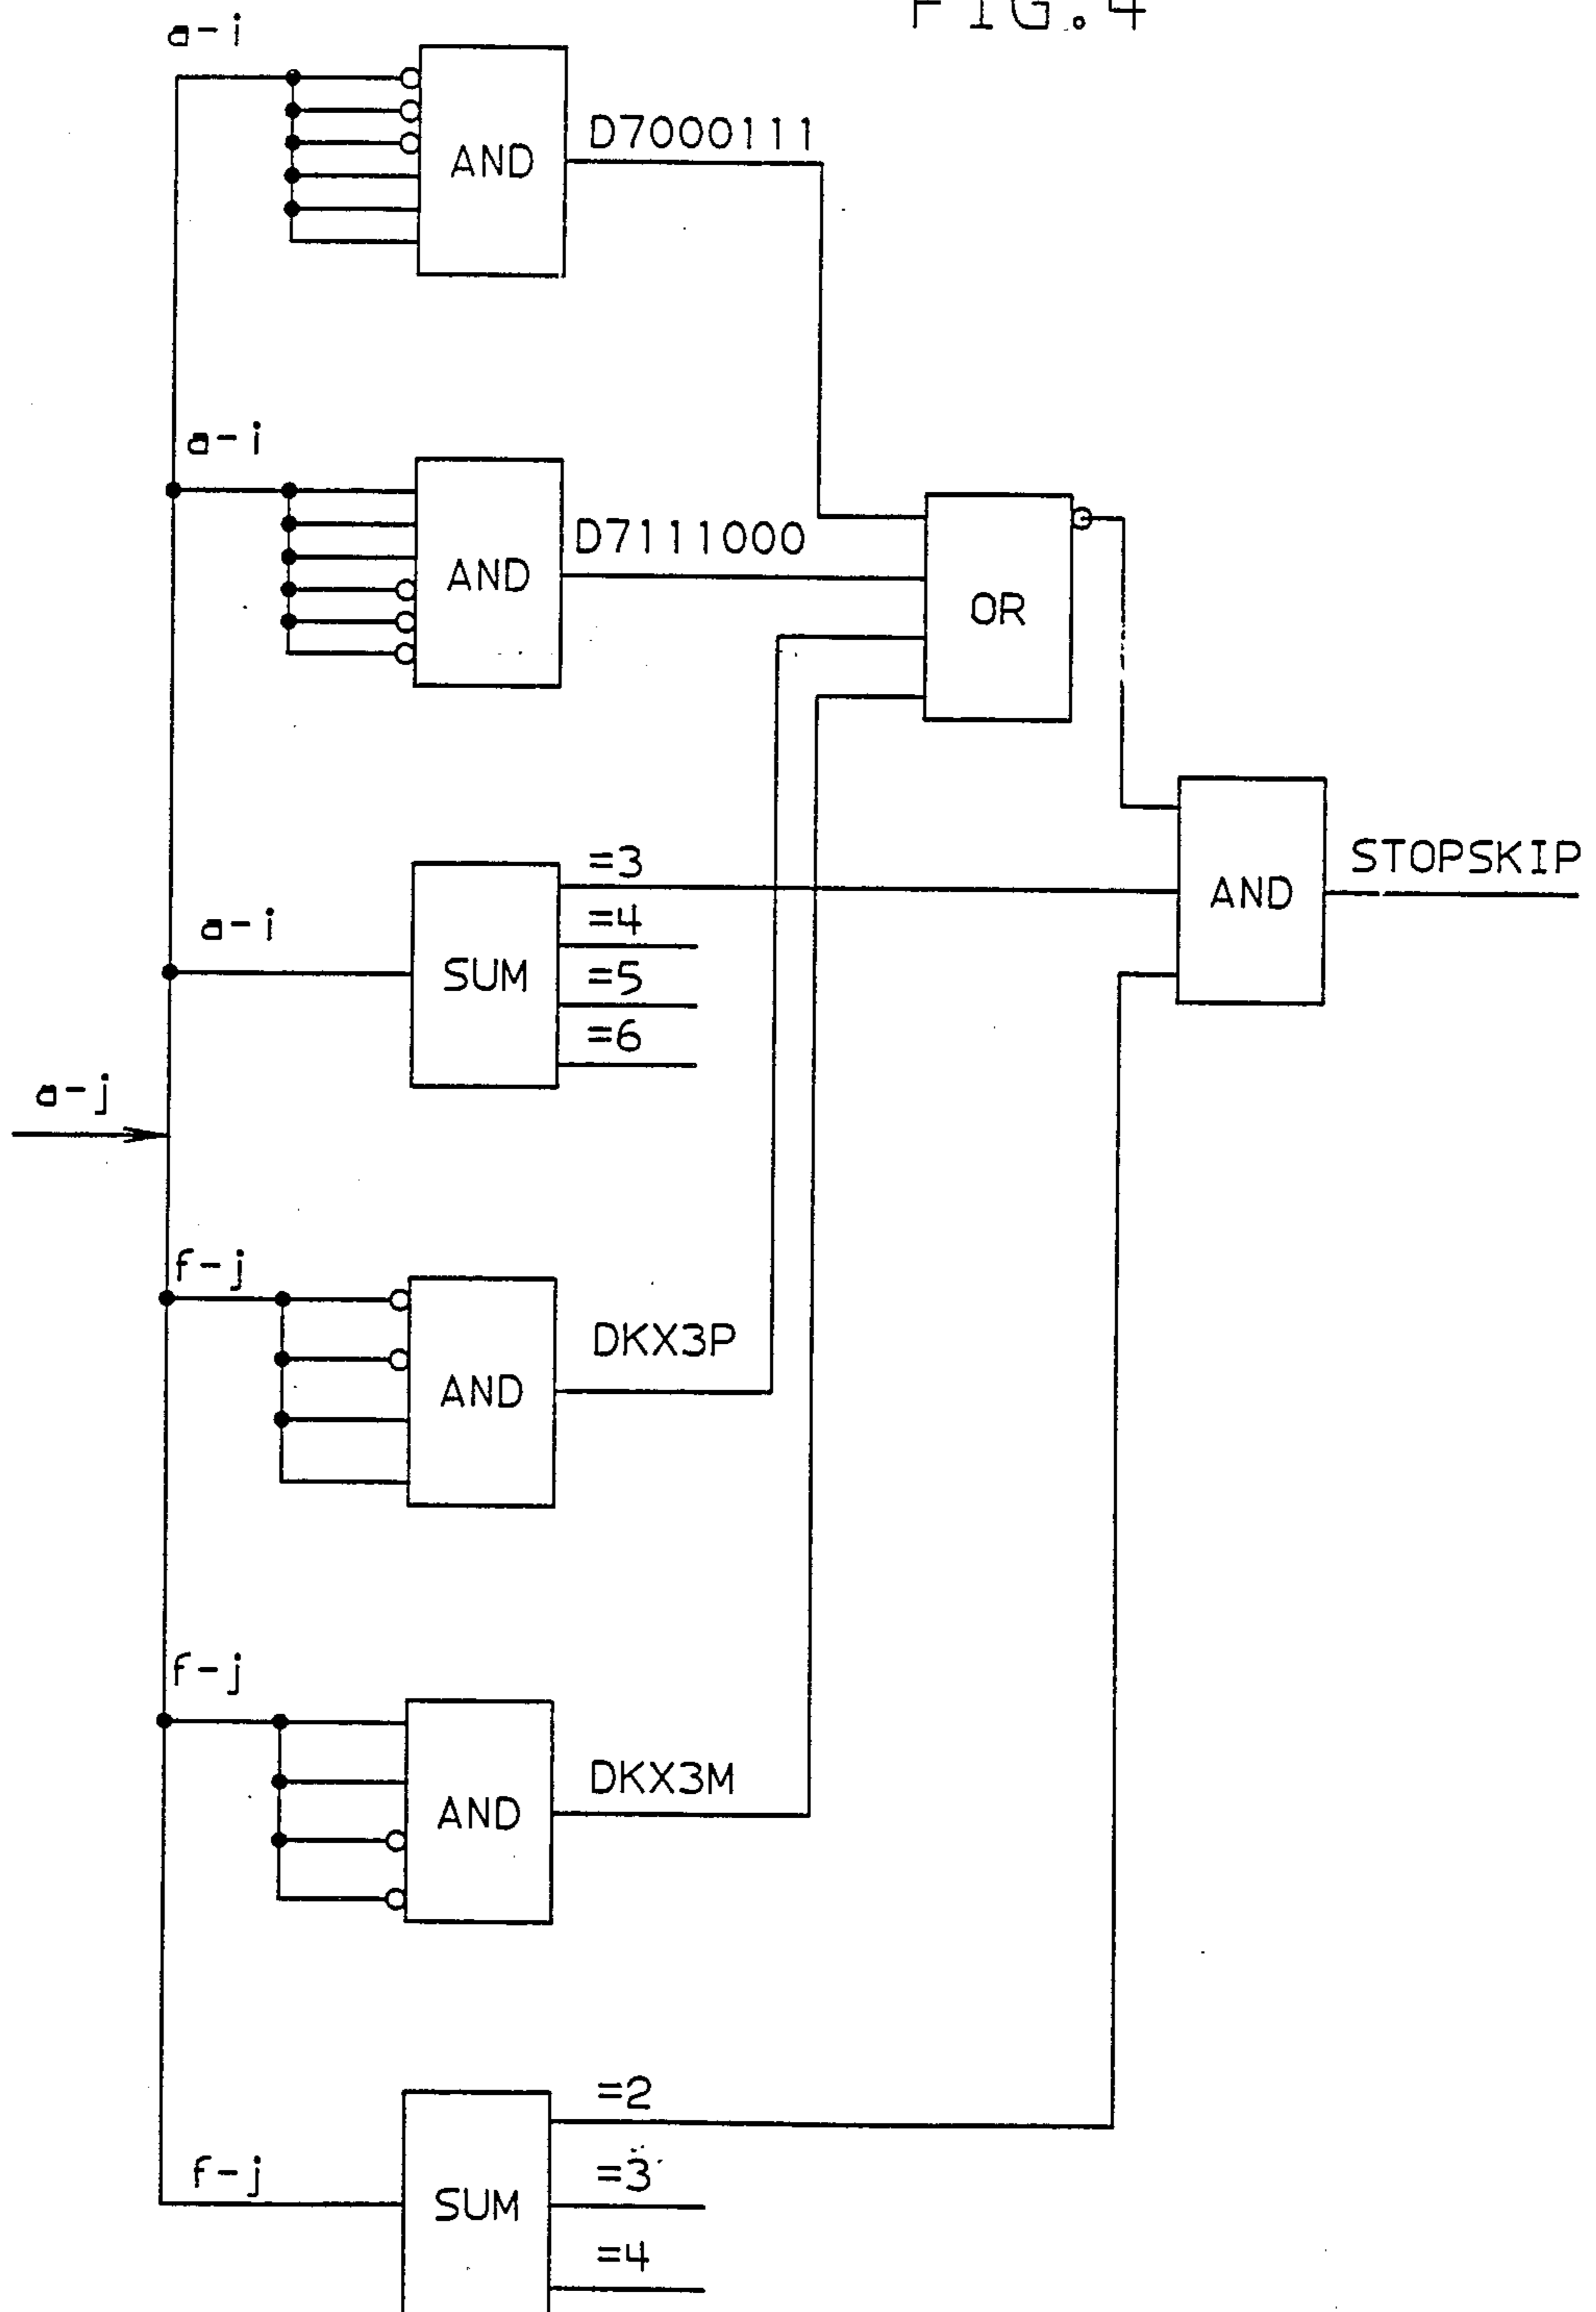 FIG.4
a-i
AND
D7000111
a-i
AND
D7111000
OR
a-i
SUM
=3
=4
=5
=6
AND
STOPSKIP
a-j
f-j
AND
DKX3P
f-j
AND
DKX3M
f-j
SUM
=2
=3
=4